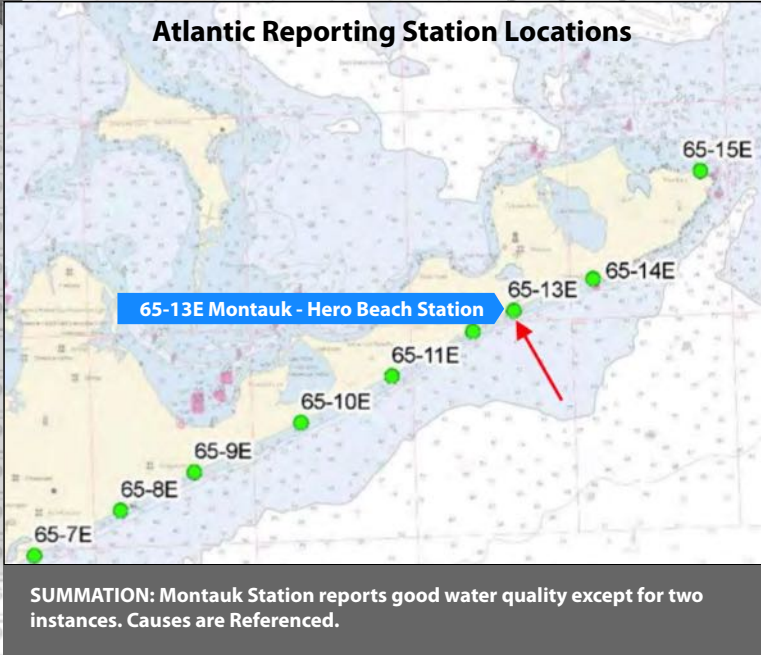 Atlantic Reporting Station Locations
65-15E
65-14E
65-13E
65-13E Montauk - Hero Beach Station
65-11E
65-10E
65-9E
65-8E
65-7E
SUMMATION: Montauk Station reports good water quality except for two
instances. Causes are Referenced.